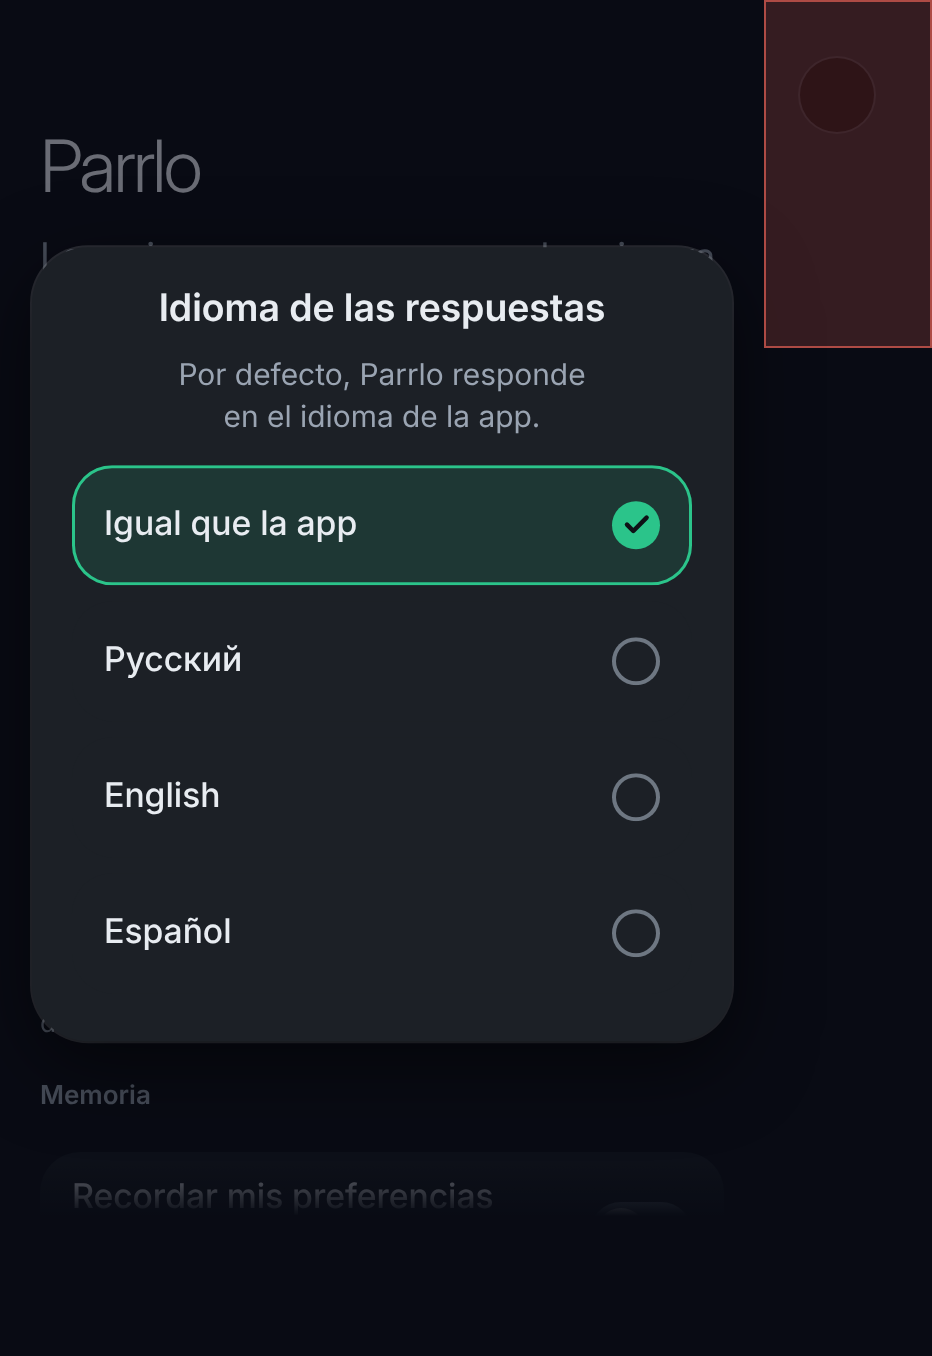 Parrlo
Idioma de las respuestas
Por defecto, Parrlo responde
en el idioma de la app.
Igual que la app
Русский
English
Español
Memoria
Recordar mis preferencias